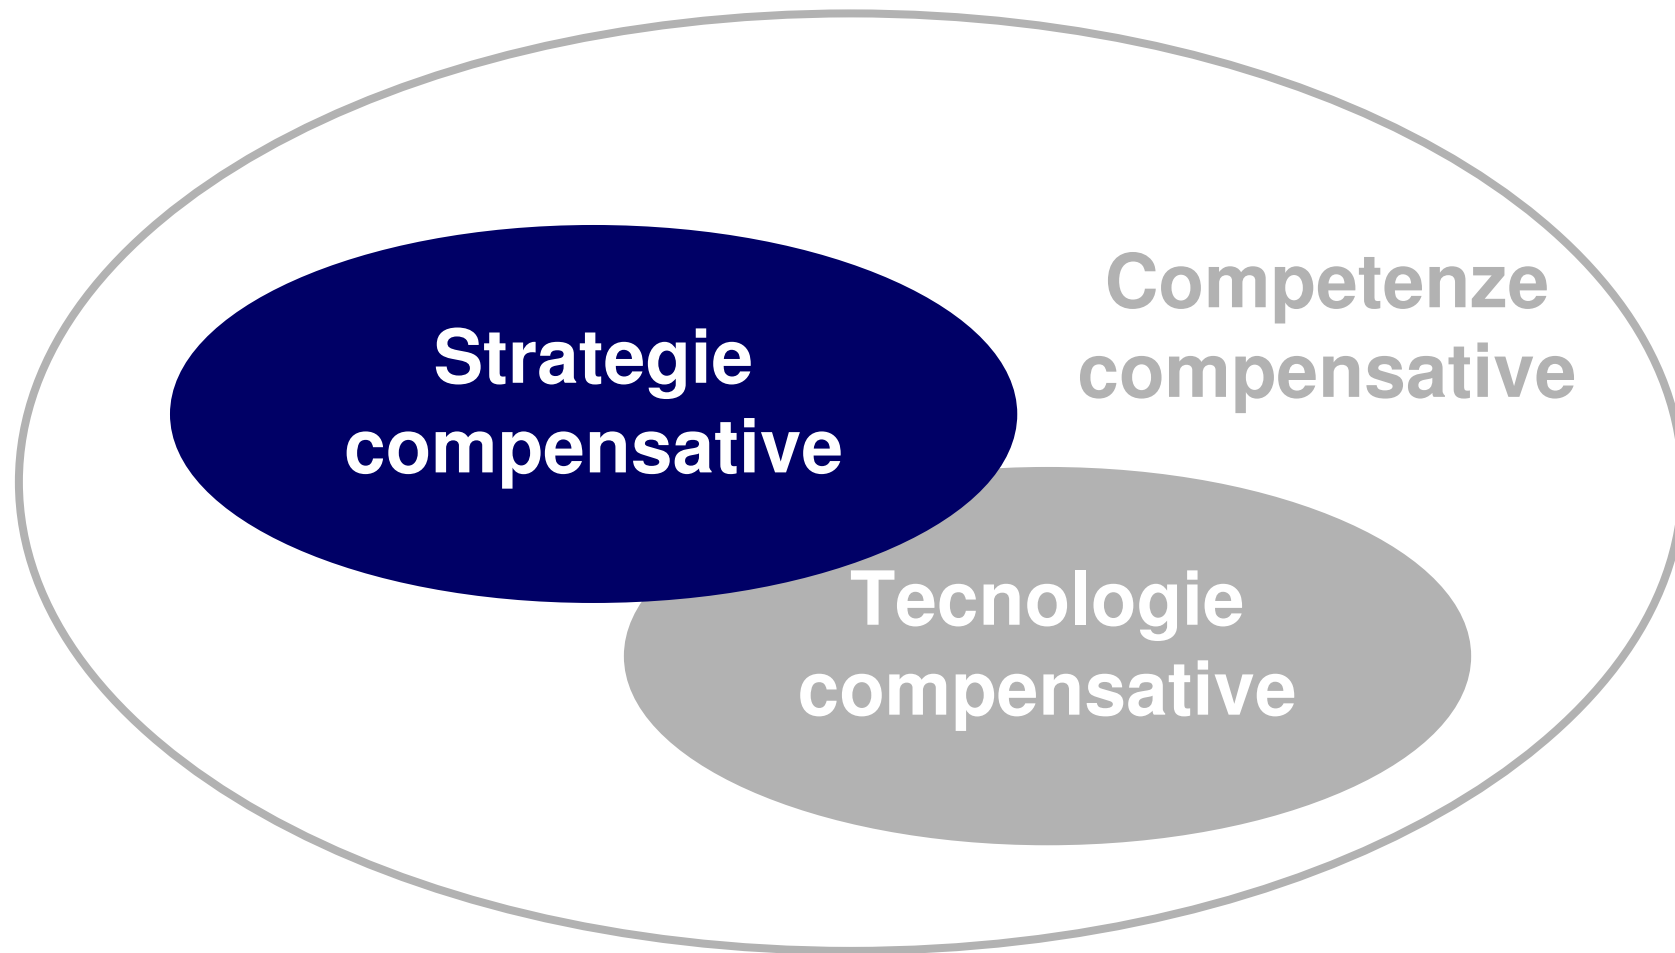 Competenze
compensative
Strategie
compensative
Tecnologie
compensative